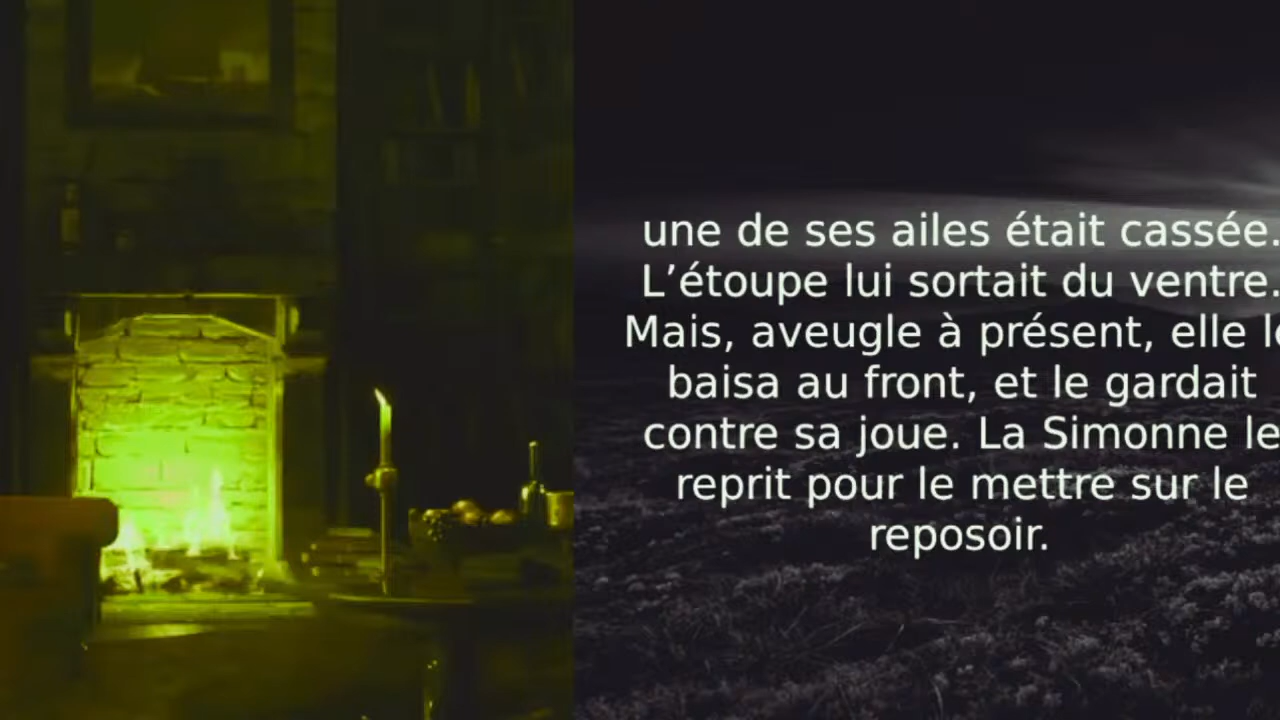 une de ses ailes était cassée.
L’étoupe lui sortait du ventre.
Mais, aveugle à présent, elle
baisa au front, et le gardait
contre sa joue. La Simonne le
reprit pour le mettre sur le
reposoir.